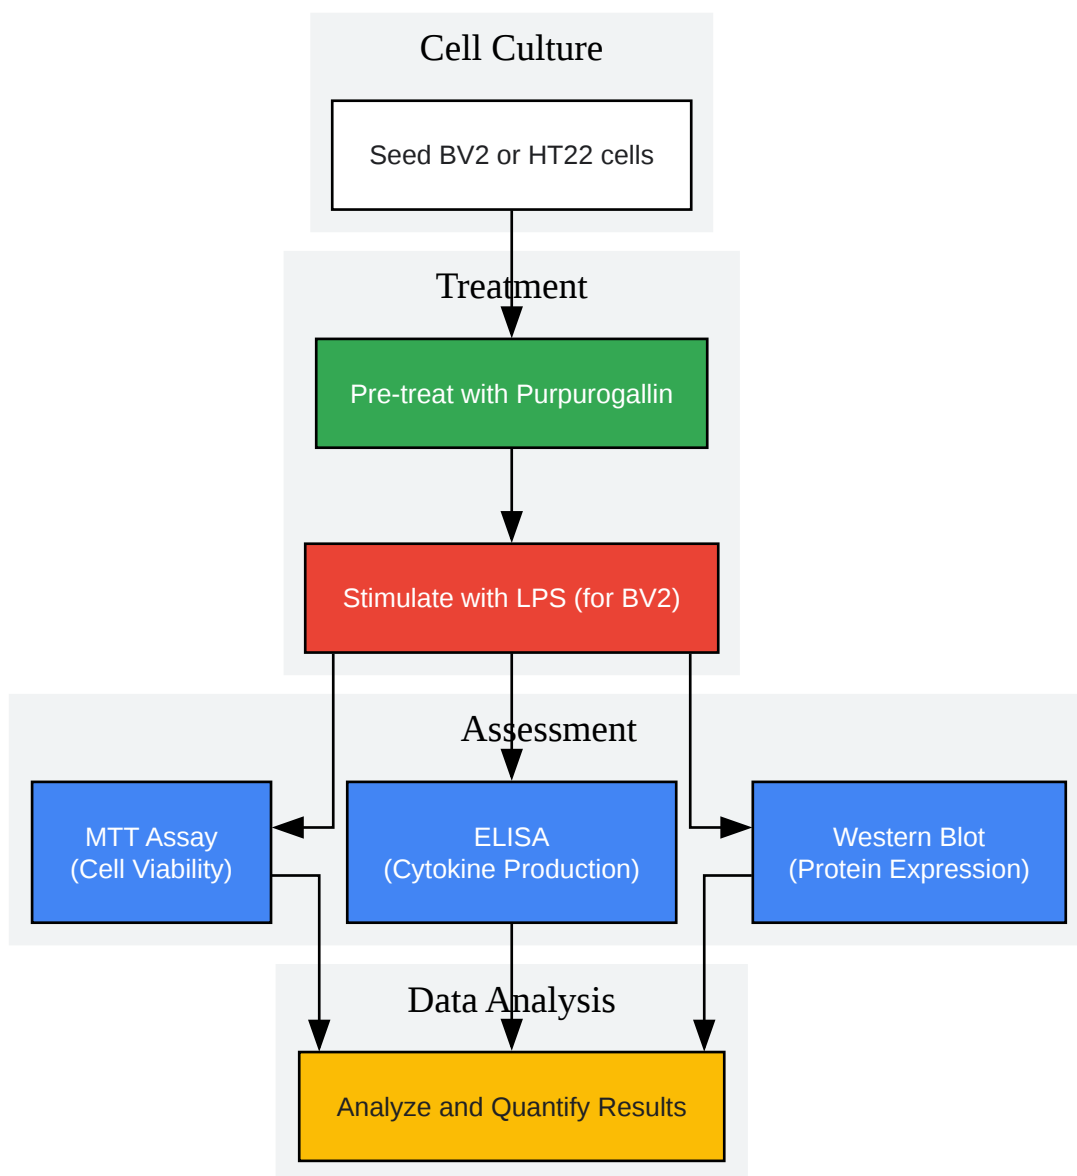 Cell Culture
Seed BV2 or HT22 cells
Treatment
Pre-treat with Purpurogallin
Stimulate with LPS (for BV2)
Assessment
MTT Assay
(Cell Viability)
ELISA
(Cytokine Production)
Western Blot
(Protein Expression)
Data Analysis
Analyze and Quantify Results